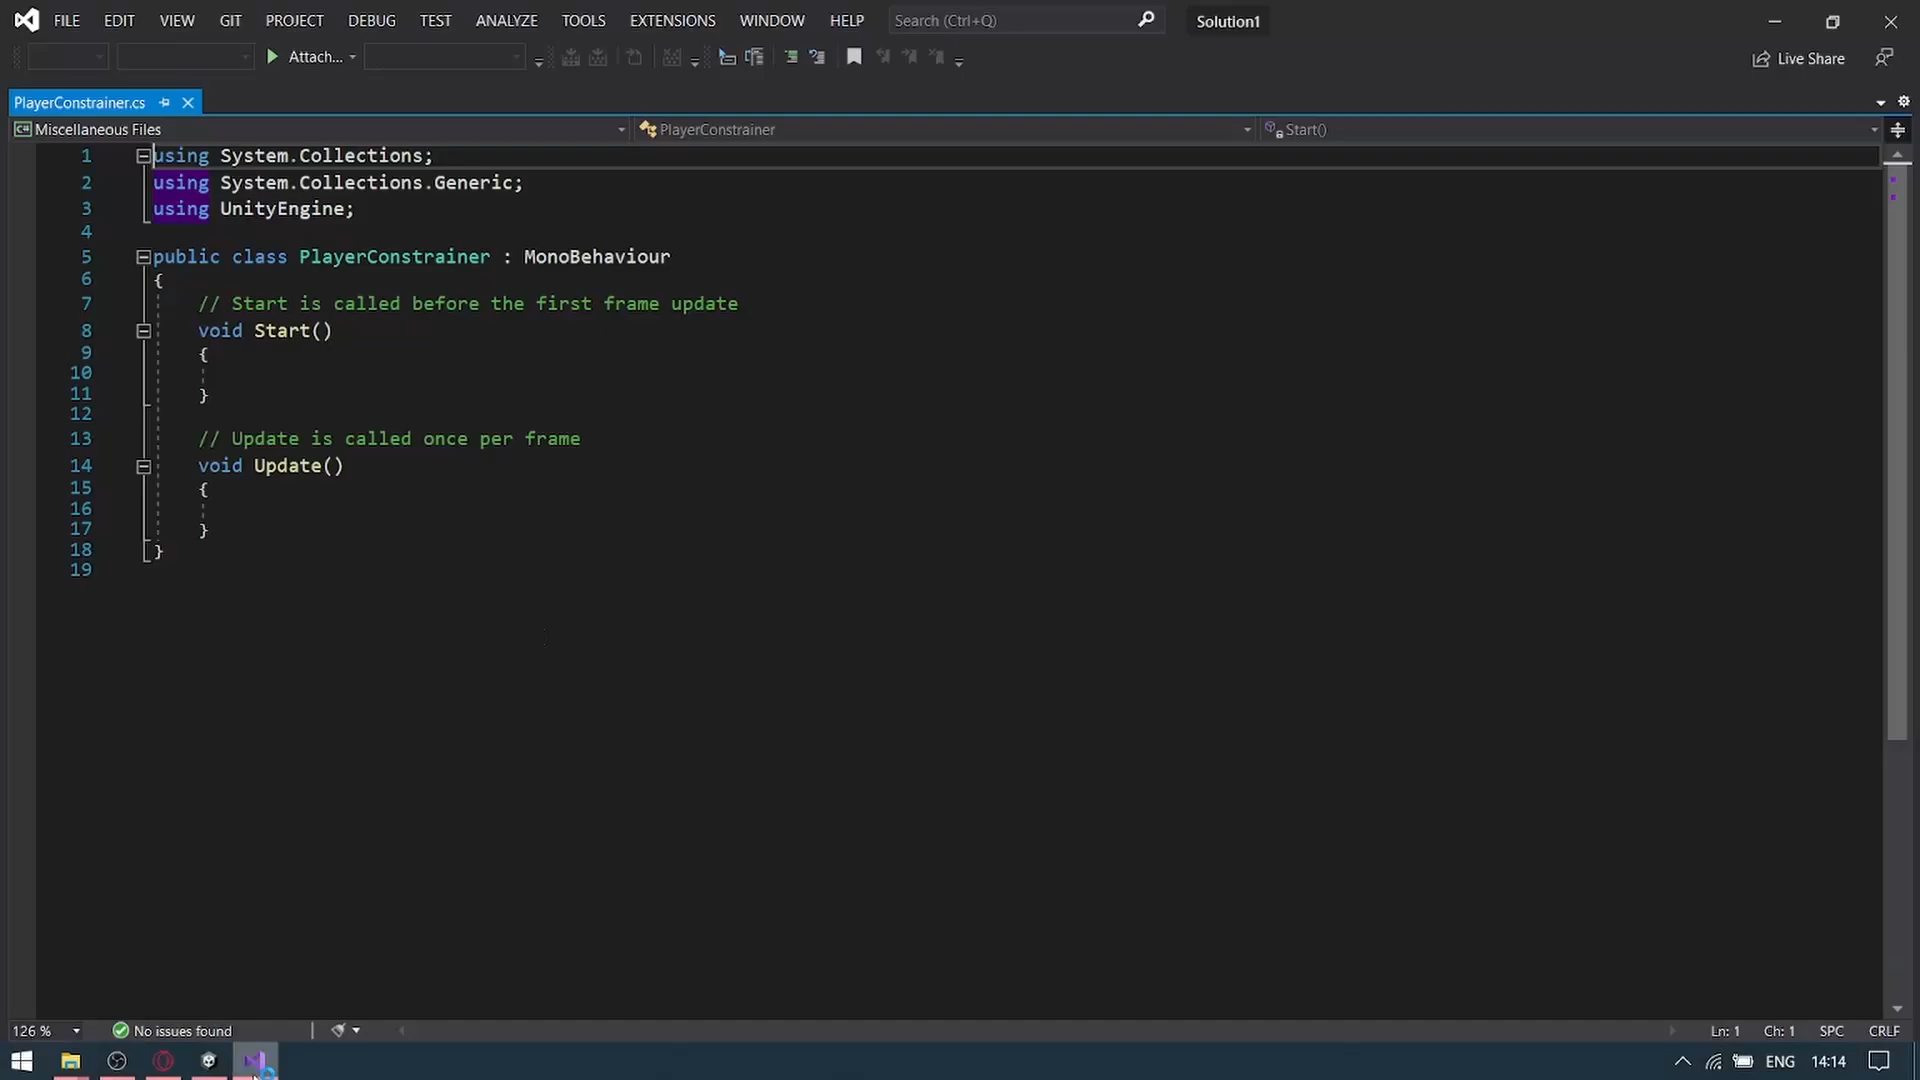 FILE EDIT VIEW GIT PROJECT DEBUG TEST ANALYZE TOOLS EXTENSIONS WINDOW HELP Search (Ctrl+Q) Solution1
Attach... Live Share
PlayerConstrainer.cs
C# Miscellaneous Files PlayerConstrainer Start()
1 using System.Collections;
2 using System.Collections.Generic;
3 using UnityEngine;
4
5 public class PlayerConstrainer : MonoBehaviour
6 {
7 // Start is called before the first frame update
8 void Start()
9 {
10
11 }
12
13 // Update is called once per frame
14 void Update()
15 {
16
17 }
18 }
19
126 % No issues found Ln: 1 Ch: 1 SPC CRLF
ENG 14:14